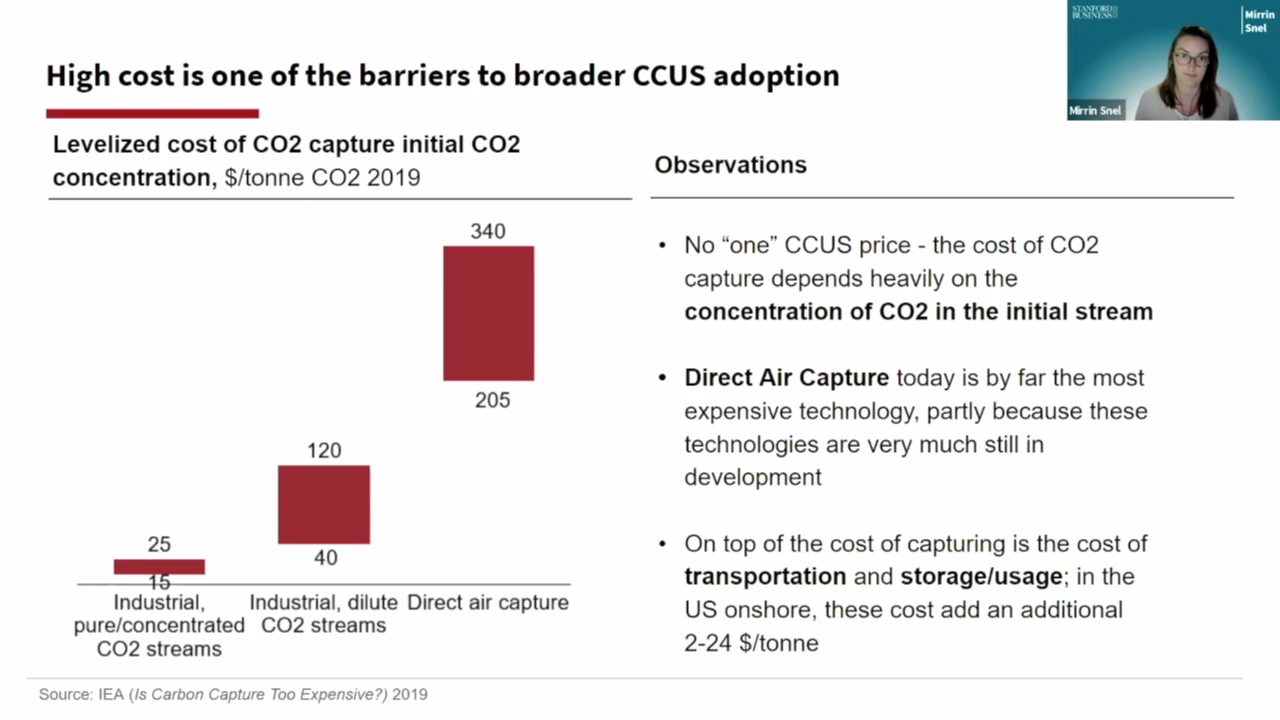 High cost is one of the barriers to broader CCUS adoption
STANFORD
BUSINESS
Mirrin
Snel
Mirrin Snel
Levelized cost of CO2 capture initial CO2
concentration, $/tonne CO2 2019
340
205
120
40
25
15
Industrial,
pure/concentrated
CO2 streams
Industrial, dilute
CO2 streams
Direct air capture
Observations
• No “one” CCUS price - the cost of CO2
capture depends heavily on the
concentration of CO2 in the initial stream
• Direct Air Capture today is by far the most
expensive technology, partly because these
technologies are very much still in
development
• On top of the cost of capturing is the cost of
transportation and storage/usage; in the
US onshore, these cost add an additional
2-24 $/tonne
Source: IEA (Is Carbon Capture Too Expensive?) 2019